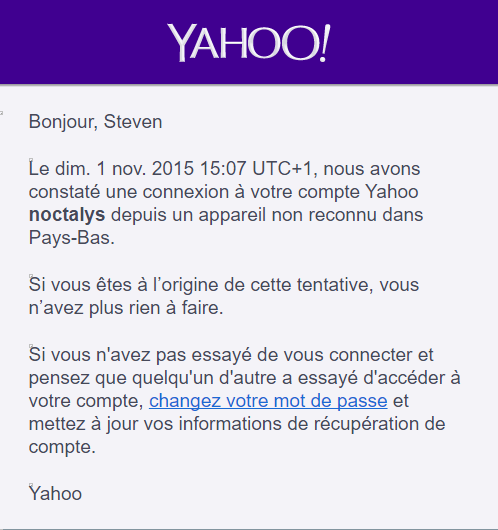 YAHOO!
Bonjour, Steven
Le dim. 1 nov. 2015 15:07 UTC+1, nous avons
constaté une connexion à votre compte Yahoo
noctalys depuis un appareil non reconnu dans
Pays-Bas.
Si vous êtes à l’origine de cette tentative, vous
n’avez plus rien à faire.
Si vous n'avez pas essayé de vous connecter et
pensez que quelqu'un d'autre a essayé d'accéder à
votre compte, changez votre mot de passe et
mettez à jour vos informations de récupération de
compte.
Yahoo